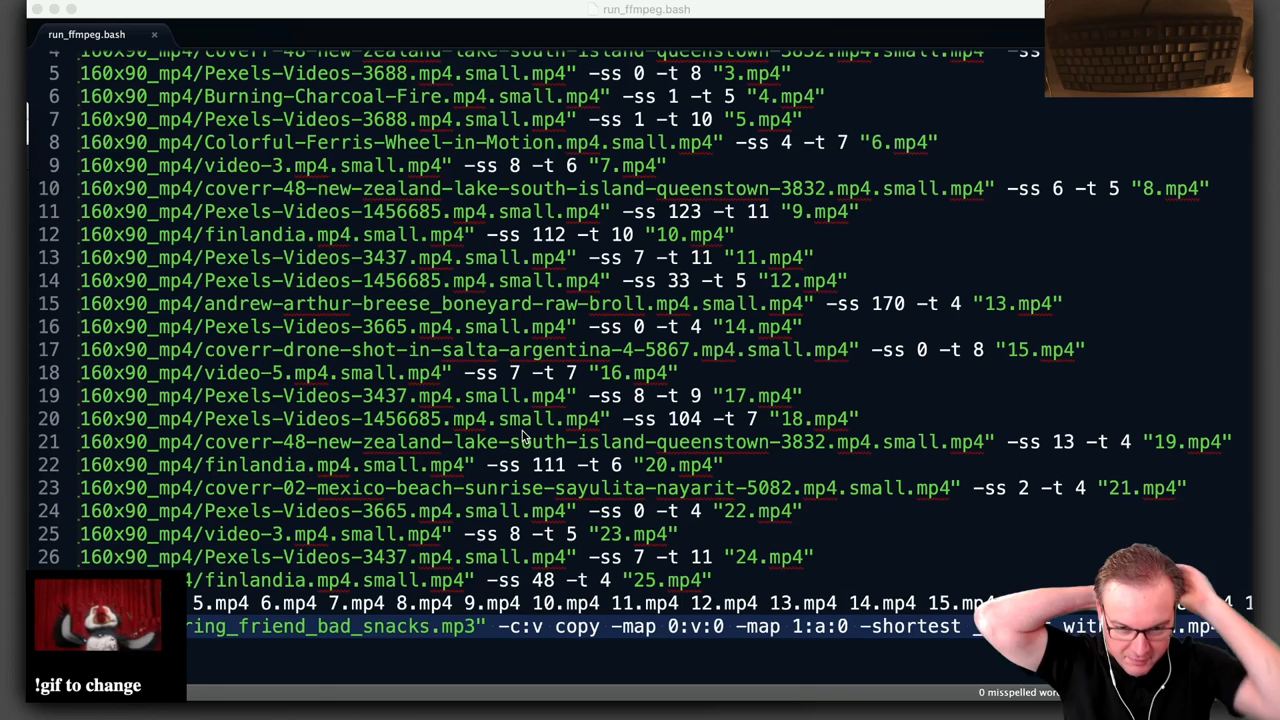 run_ffmpeg.bash
run_ffmpeg.bash ×
4 160x90_mp4/coverr-48-new-zealand-lake-south-island-queenstown-3832.mp4.small.mp4" -ss
5 160x90_mp4/Pexels-Videos-3688.mp4.small.mp4" -ss 0 -t 8 "3.mp4"
6 160x90_mp4/Burning-Charcoal-Fire.mp4.small.mp4" -ss 1 -t 5 "4.mp4"
7 160x90_mp4/Pexels-Videos-3688.mp4.small.mp4" -ss 1 -t 10 "5.mp4"
8 160x90_mp4/Colorful-Ferris-Wheel-in-Motion.mp4.small.mp4" -ss 4 -t 7 "6.mp4"
9 160x90_mp4/video-3.mp4.small.mp4" -ss 8 -t 6 "7.mp4"
10 160x90_mp4/coverr-48-new-zealand-lake-south-island-queenstown-3832.mp4.small.mp4" -ss 6 -t 5 "8.mp4"
11 160x90_mp4/Pexels-Videos-1456685.mp4.small.mp4" -ss 123 -t 11 "9.mp4"
12 160x90_mp4/finlandia.mp4.small.mp4" -ss 112 -t 10 "10.mp4"
13 160x90_mp4/Pexels-Videos-3437.mp4.small.mp4" -ss 7 -t 11 "11.mp4"
14 160x90_mp4/Pexels-Videos-1456685.mp4.small.mp4" -ss 33 -t 5 "12.mp4"
15 160x90_mp4/andrew-arthur-breese_boneyard-raw-broll.mp4.small.mp4" -ss 170 -t 4 "13.mp4"
16 160x90_mp4/Pexels-Videos-3665.mp4.small.mp4" -ss 0 -t 4 "14.mp4"
17 160x90_mp4/coverr-drone-shot-in-salta-argentina-4-5867.mp4.small.mp4" -ss 0 -t 8 "15.mp4"
18 160x90_mp4/video-5.mp4.small.mp4" -ss 7 -t 7 "16.mp4"
19 160x90_mp4/Pexels-Videos-3437.mp4.small.mp4" -ss 8 -t 9 "17.mp4"
20 160x90_mp4/Pexels-Videos-1456685.mp4.small.mp4" -ss 104 -t 7 "18.mp4"
21 160x90_mp4/coverr-48-new-zealand-lake-south-island-queenstown-3832.mp4.small.mp4" -ss 13 -t 4 "19.mp4"
22 160x90_mp4/finlandia.mp4.small.mp4" -ss 111 -t 6 "20.mp4"
23 160x90_mp4/coverr-02-mexico-beach-sunrise-sayulita-nayarit-5082.mp4.small.mp4" -ss 2 -t 4 "21.mp4"
24 160x90_mp4/Pexels-Videos-3665.mp4.small.mp4" -ss 0 -t 4 "22.mp4"
25 160x90_mp4/video-3.mp4.small.mp4" -ss 8 -t 5 "23.mp4"
26 160x90_mp4/Pexels-Videos-3437.mp4.small.mp4" -ss 7 -t 11 "24.mp4"
4/finlandia.mp4.small.mp4" -ss 48 -t 4 "25.mp4"
5.mp4 6.mp4 7.mp4 8.mp4 9.mp4 10.mp4 11.mp4 12.mp4 13.mp4 14.mp4 15.mp4
ring_friend_bad_snacks.mp3" -c:v copy -map 0:v:0 -map 1:a:0 -shortest
!gif to change
0 misspelled